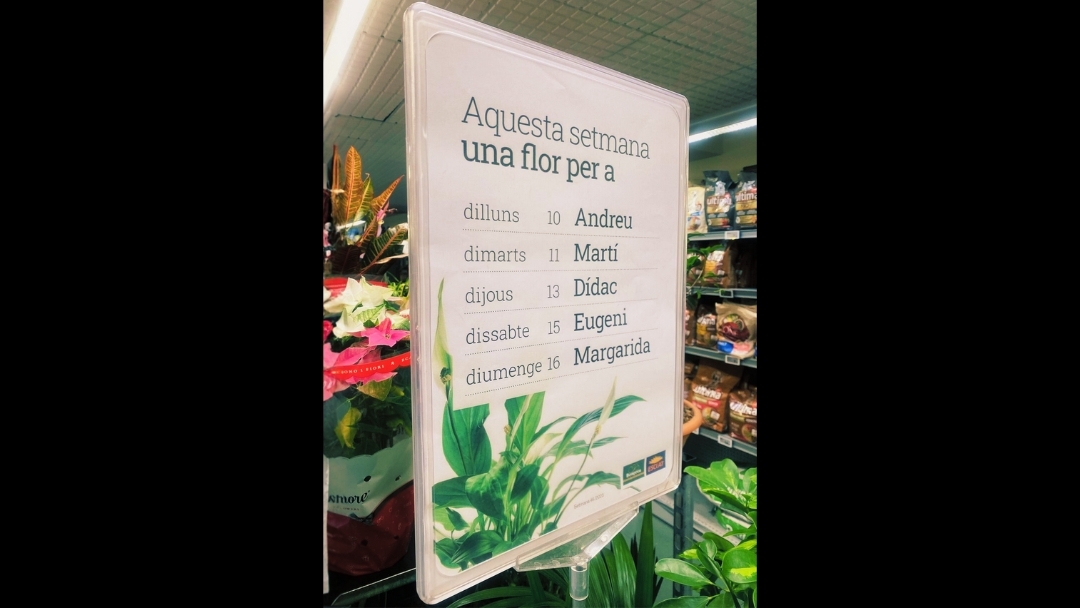 Aquesta setmana
una flor per a
dilluns 10 Andreu
dimarts 11 Martí
dijous 13 Dídac
dissabte 15 Eugeni
diumenge 16 Margarida
ultima